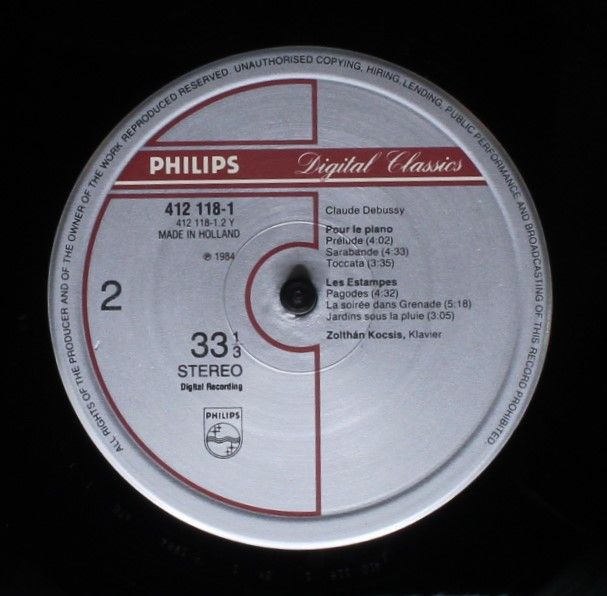 ALL RIGHTS OF THE PRODUCER AND OF THE OWNER OF THE WORK REPRODUCED RESERVED. UNAUTHORISED COPYING, HIRING, LENDING, PUBLIC PERFORMANCE AND BROADCASTING OF THIS RECORD PROHIBITED.
PHILIPS Digital Classics
412 118-1
412 118-1.2 Y
MADE IN HOLLAND
℗ 1984
2
33 1/3
STEREO
Digital Recording
PHILIPS
Claude Debussy
Pour le piano
Prélude (4:02)
Sarabande (4:33)
Toccata (3:35)
Les Estampes
Pagodes (4:32)
La soirée dans Grenade (5:18)
Jardins sous la pluie (3:05)
Zolthán Kocsis, Klavier